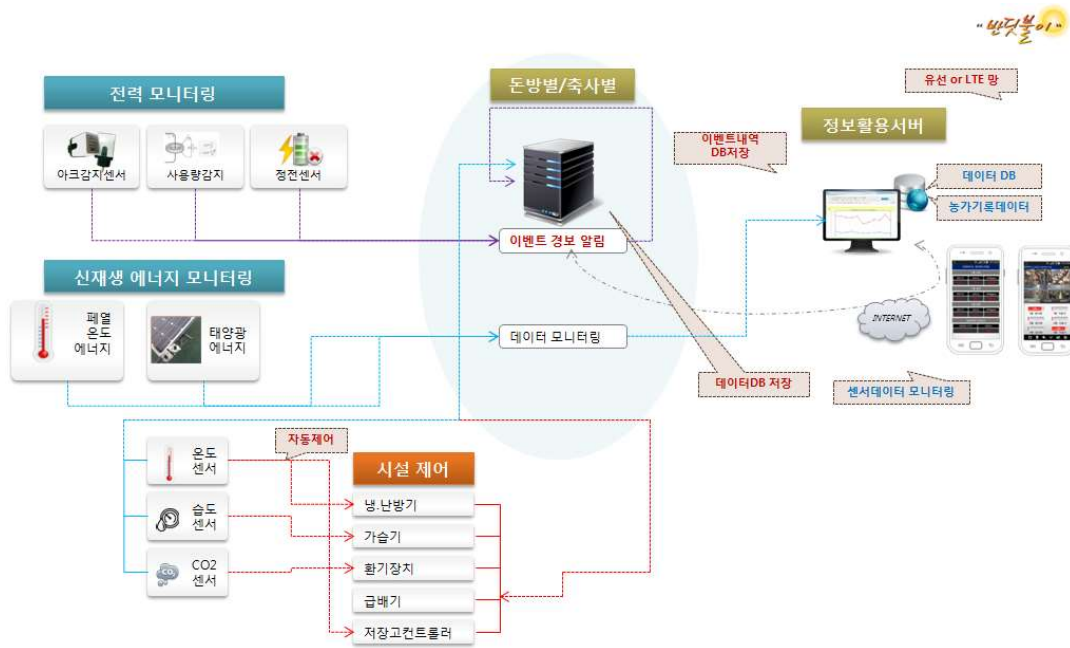 "반딧불이"
유선 or LTE 망
전력 모니터링
돈방별/축사별
정보활용서버
아크감지센서
사용량감지
정전센서
이벤트내역
DB저장
데이터 DB
농가기록데이터
이벤트 경보 알림
신재생 에너지 모니터링
폐열
온도
에너지
태양광
에너지
데이터 모니터링
INTERNET
데이터DB 저장
센서데이터 모니터링
온도
센서
자동제어
시설 제어
냉.난방기
습도
센서
가습기
CO2
센서
환기장치
급배기
저장고컨트롤러